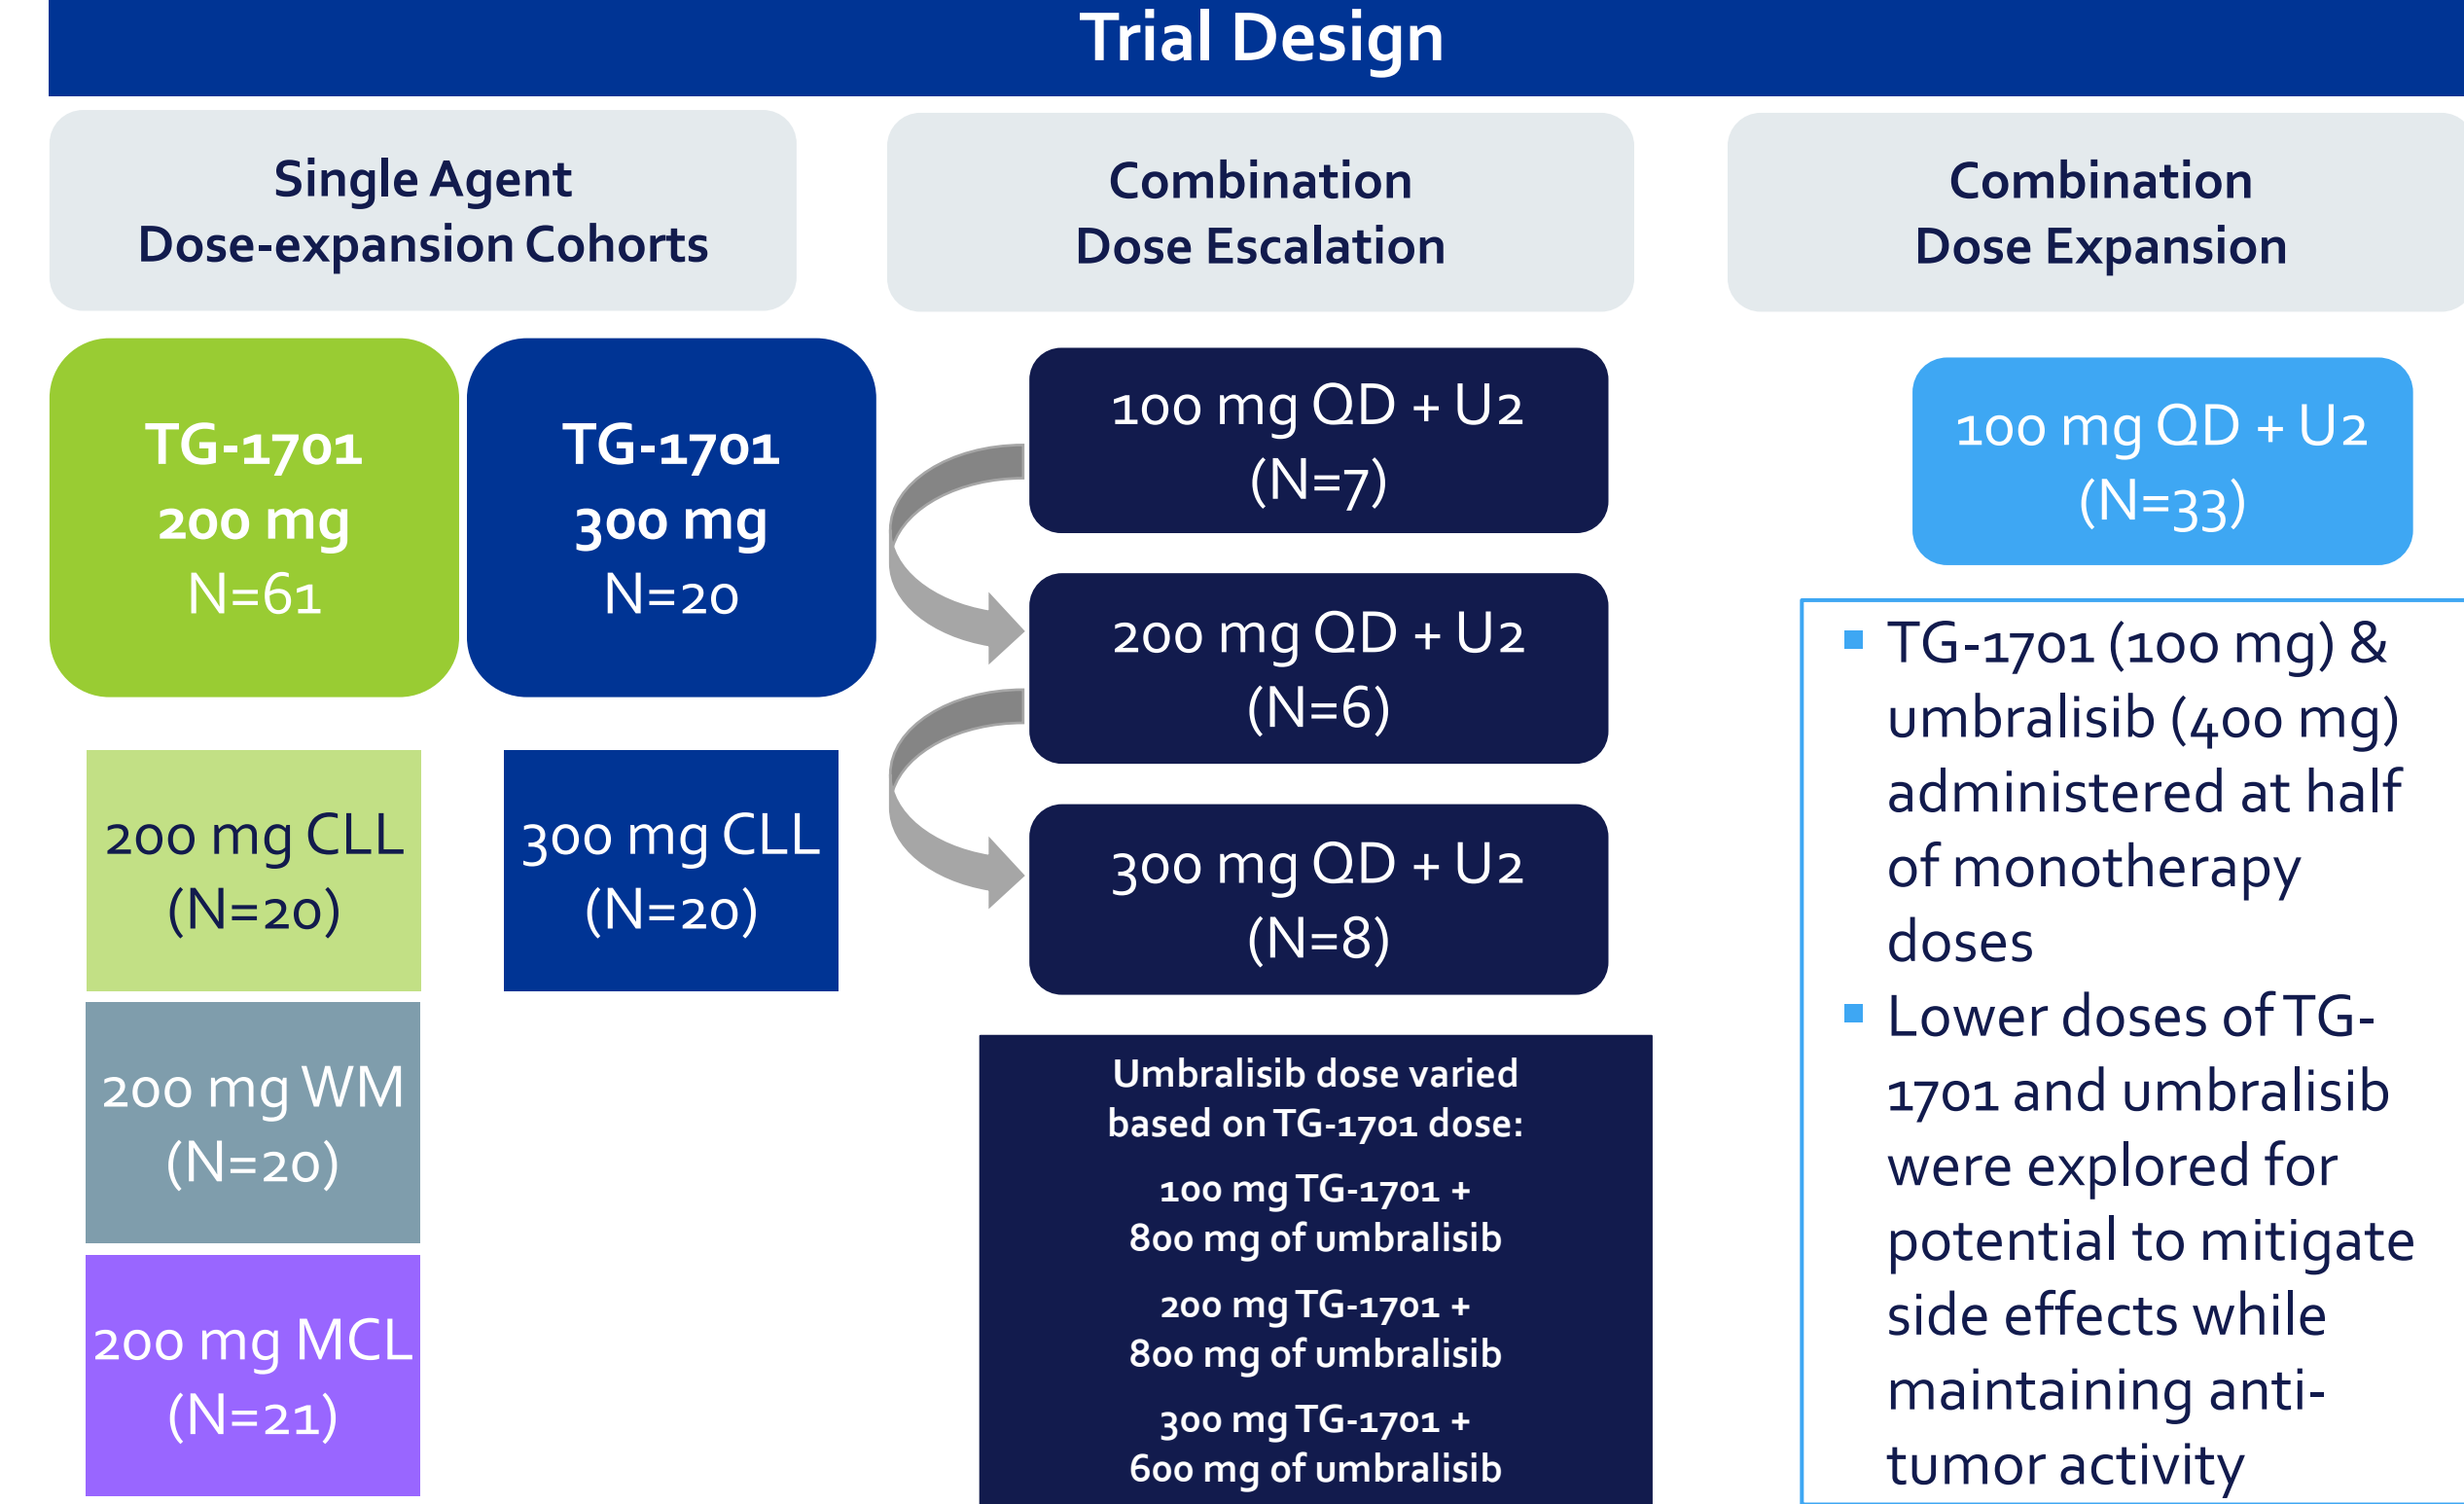 Trial Design
Single Agent
Dose-expansion Cohorts
TG-1701
200 mg
N=61
TG-1701
300 mg
N=20
200 mg CLL
(N=20)
300 mg CLL
(N=20)
200 mg WM
(N=20)
200 mg MCL
(N=21)
Combination
Dose Escalation
100 mg QD + U2
(N=7)
200 mg QD + U2
(N=6)
300 mg QD + U2
(N=8)
Umbralisib dose varied
based on TG-1701 dose:
100 mg TG-1701 +
800 mg of umbralisib
200 mg TG-1701 +
800 mg of umbralisib
300 mg TG-1701 +
600 mg of umbralisib
Combination
Dose Expansion
100 mg QD + U2
(N=33)
▪ TG-1701 (100 mg) &
umbralisib (400 mg)
administered at half
of monotherapy
doses
▪ Lower doses of TG-
1701 and umbralisib
were explored for
potential to mitigate
side effects while
maintaining anti-
tumor activity